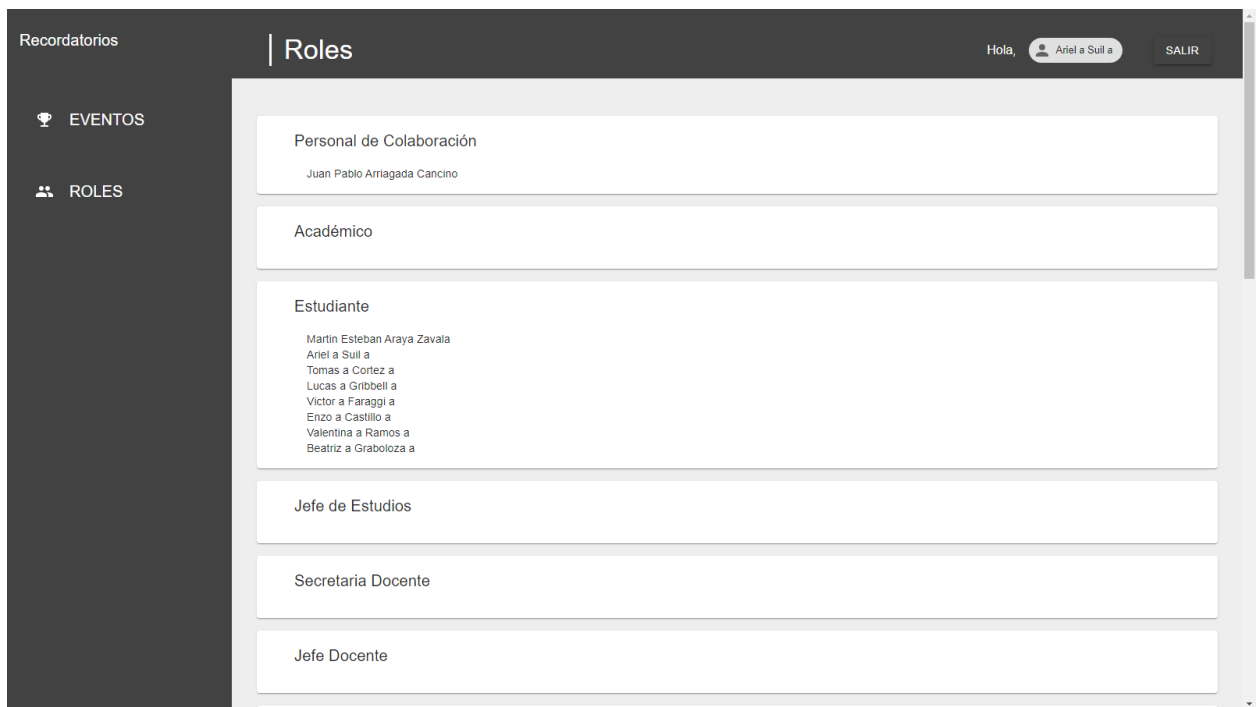 Recordatorios
Roles
Hola,
Ariel a Suil a
SALIR
EVENTOS
ROLES
Personal de Colaboración
Juan Pablo Arriagada Cancino
Académico
Estudiante
Martin Esteban Araya Zavala
Ariel a Suil a
Tomas a Cortez a
Lucas a Gribbell a
Victor a Faraggi a
Enzo a Castillo a
Valentina a Ramos a
Beatriz a Graboloza a
Jefe de Estudios
Secretaria Docente
Jefe Docente